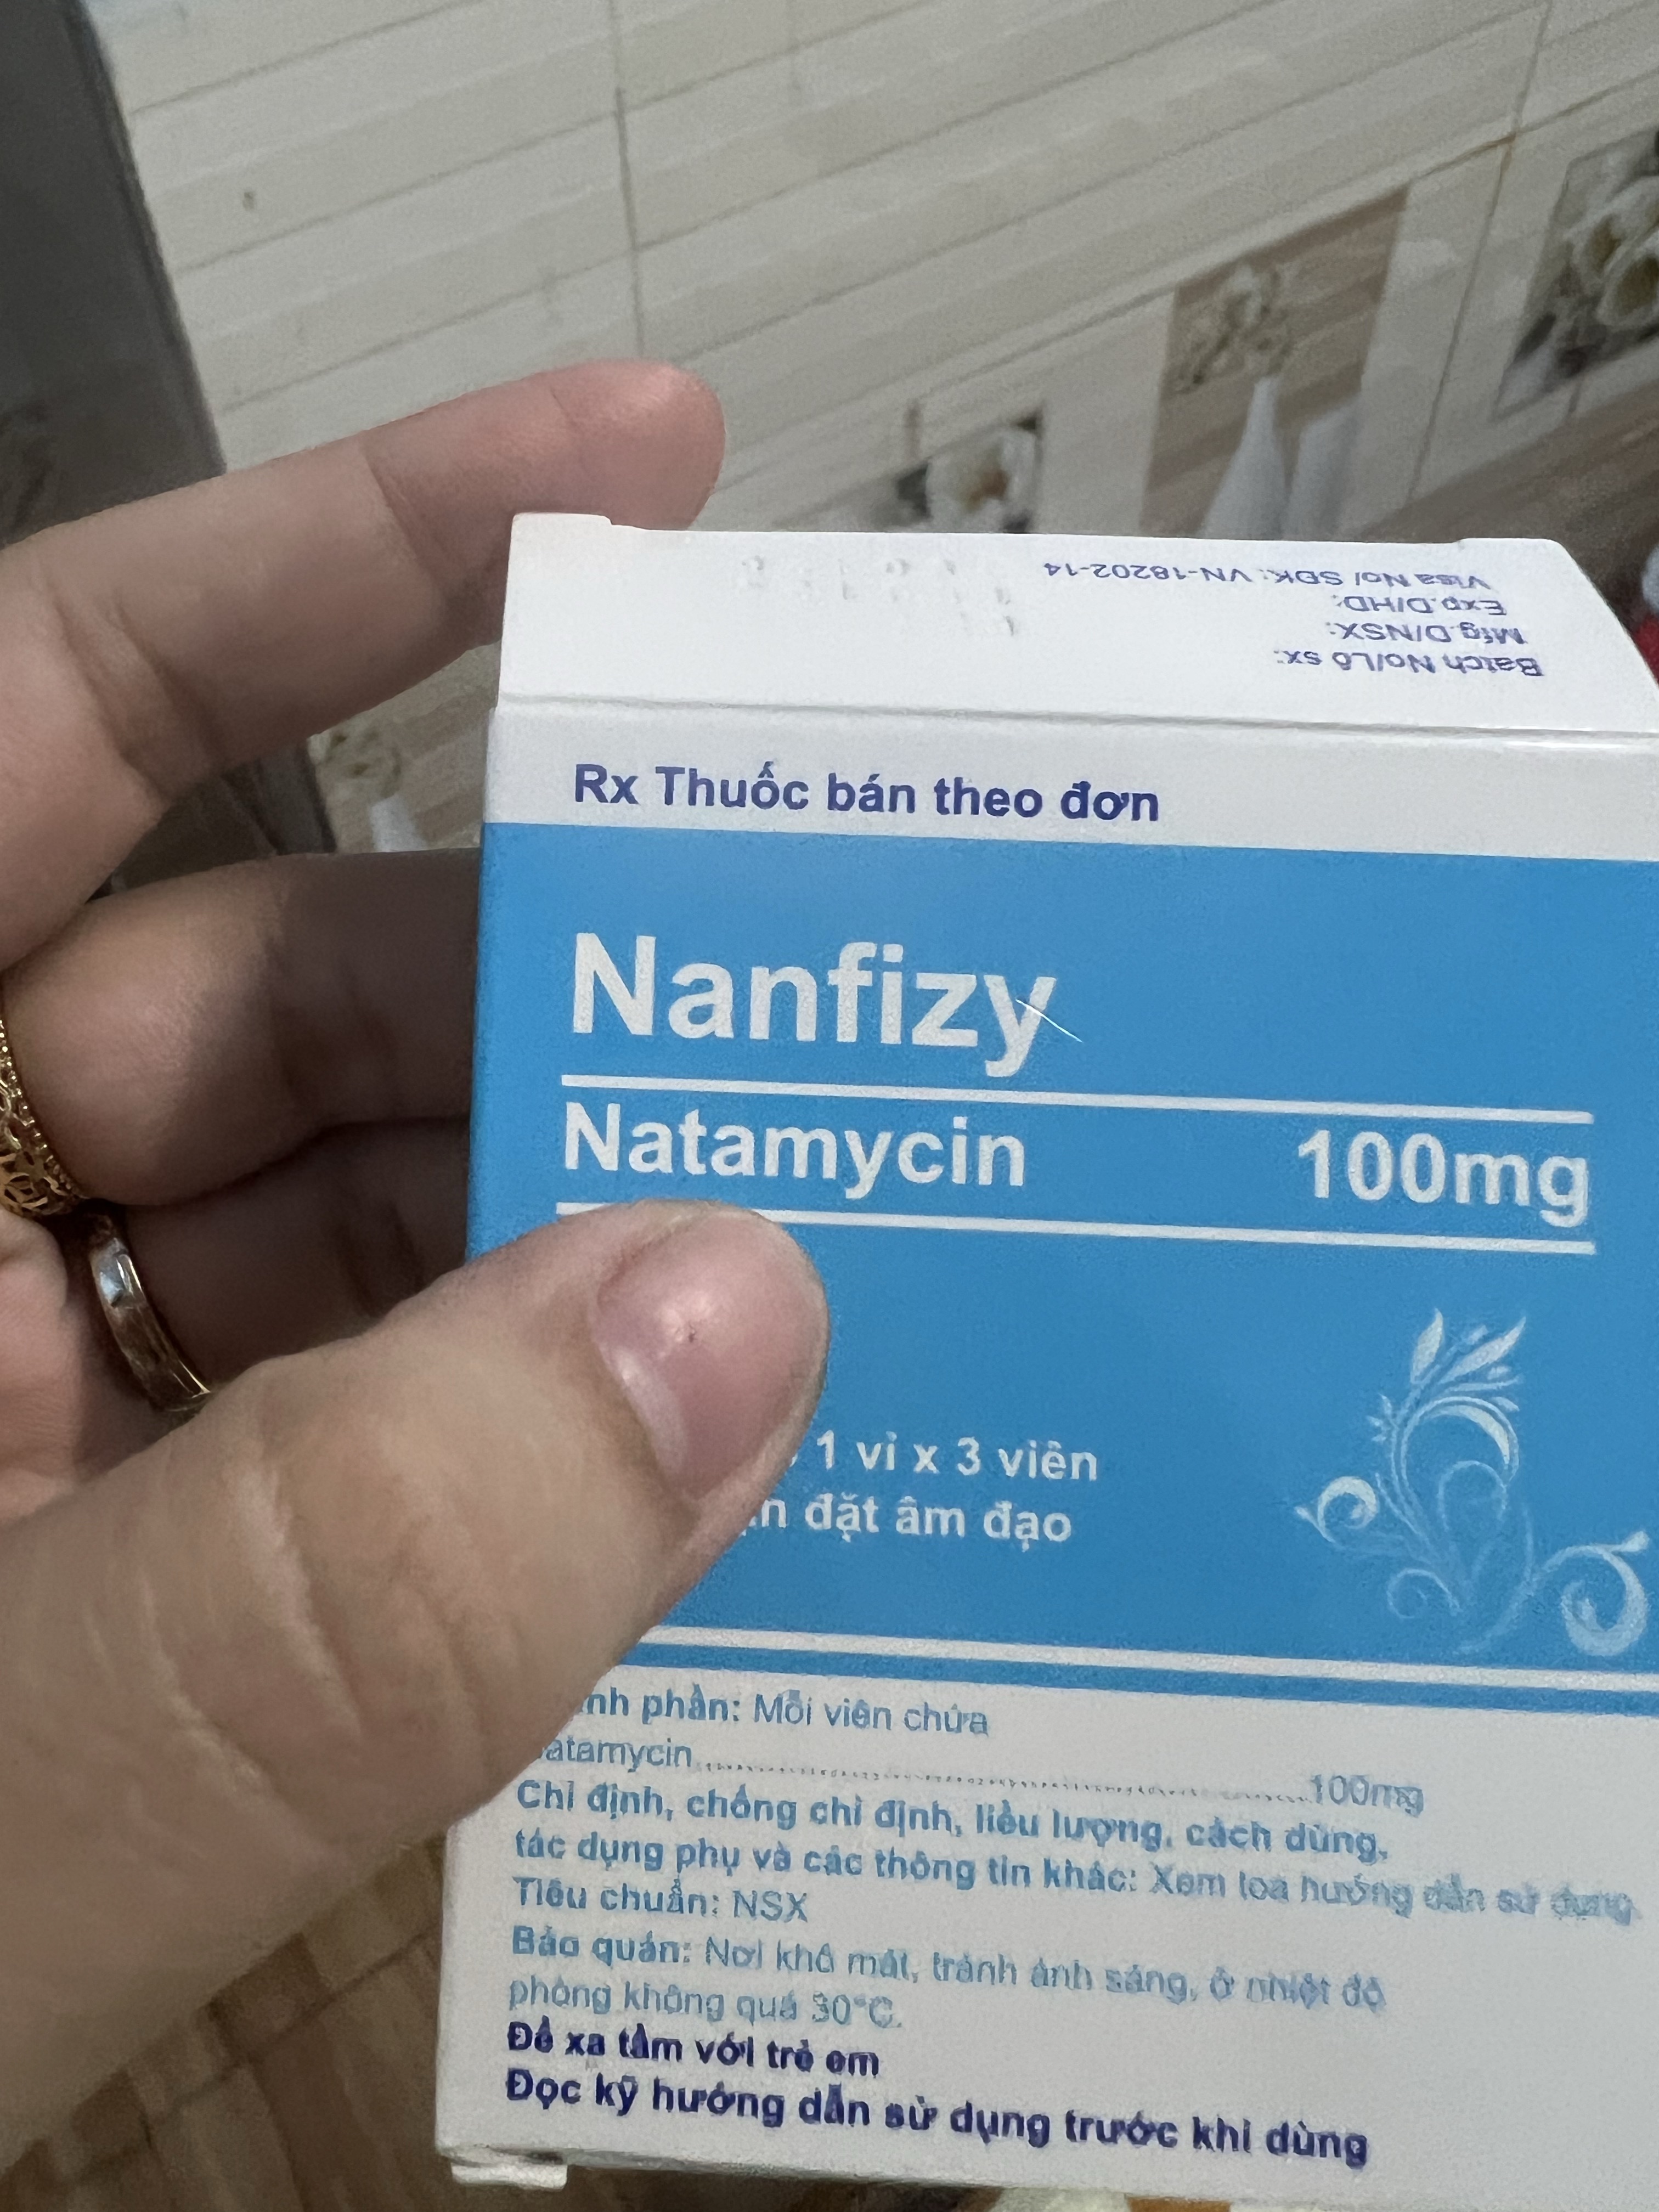 Visa No/ SĐK: VN-18202-14
Exp.D/HD:
Mfg.D/NSX:
Batch No/Lô sx:
Rx Thuốc bán theo đơn
Nanfizy
Natamycin 100mg
1 vỉ x 3 viên
đặt âm đạo
phần: Mỗi viên chứa
atamycin 100mg
Chỉ định, chống chỉ định, liều lượng, cách dùng,
tác dụng phụ và các thông tin khác: Xem toa hướng dẫn sử dụng
Tiêu chuẩn: NSX
Bảo quản: Nơi khô mát, tránh ánh sáng, ở nhiệt độ
phòng không quá 30°C.
Để xa tầm với trẻ em
Đọc kỹ hướng dẫn sử dụng trước khi dùng